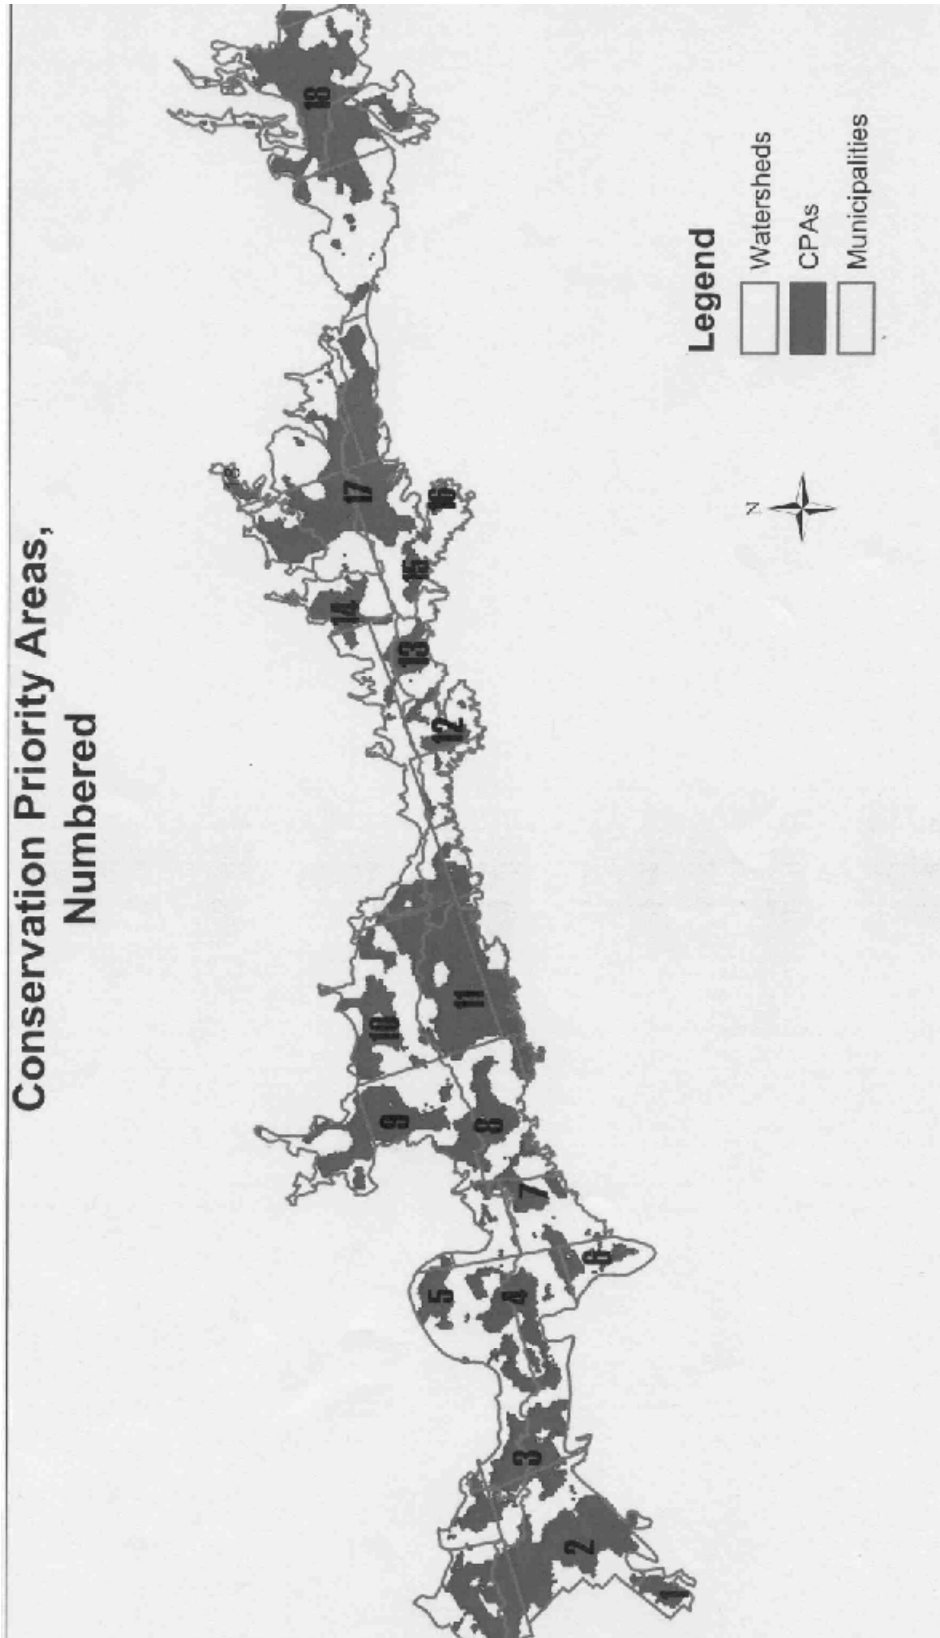 Conservation Priority Areas,
Numbered
18
17
16
15
14
13
12
11
10
9
8
7
6
5
4
3
2
1
N
Legend
Watersheds
CPAs
Municipalities